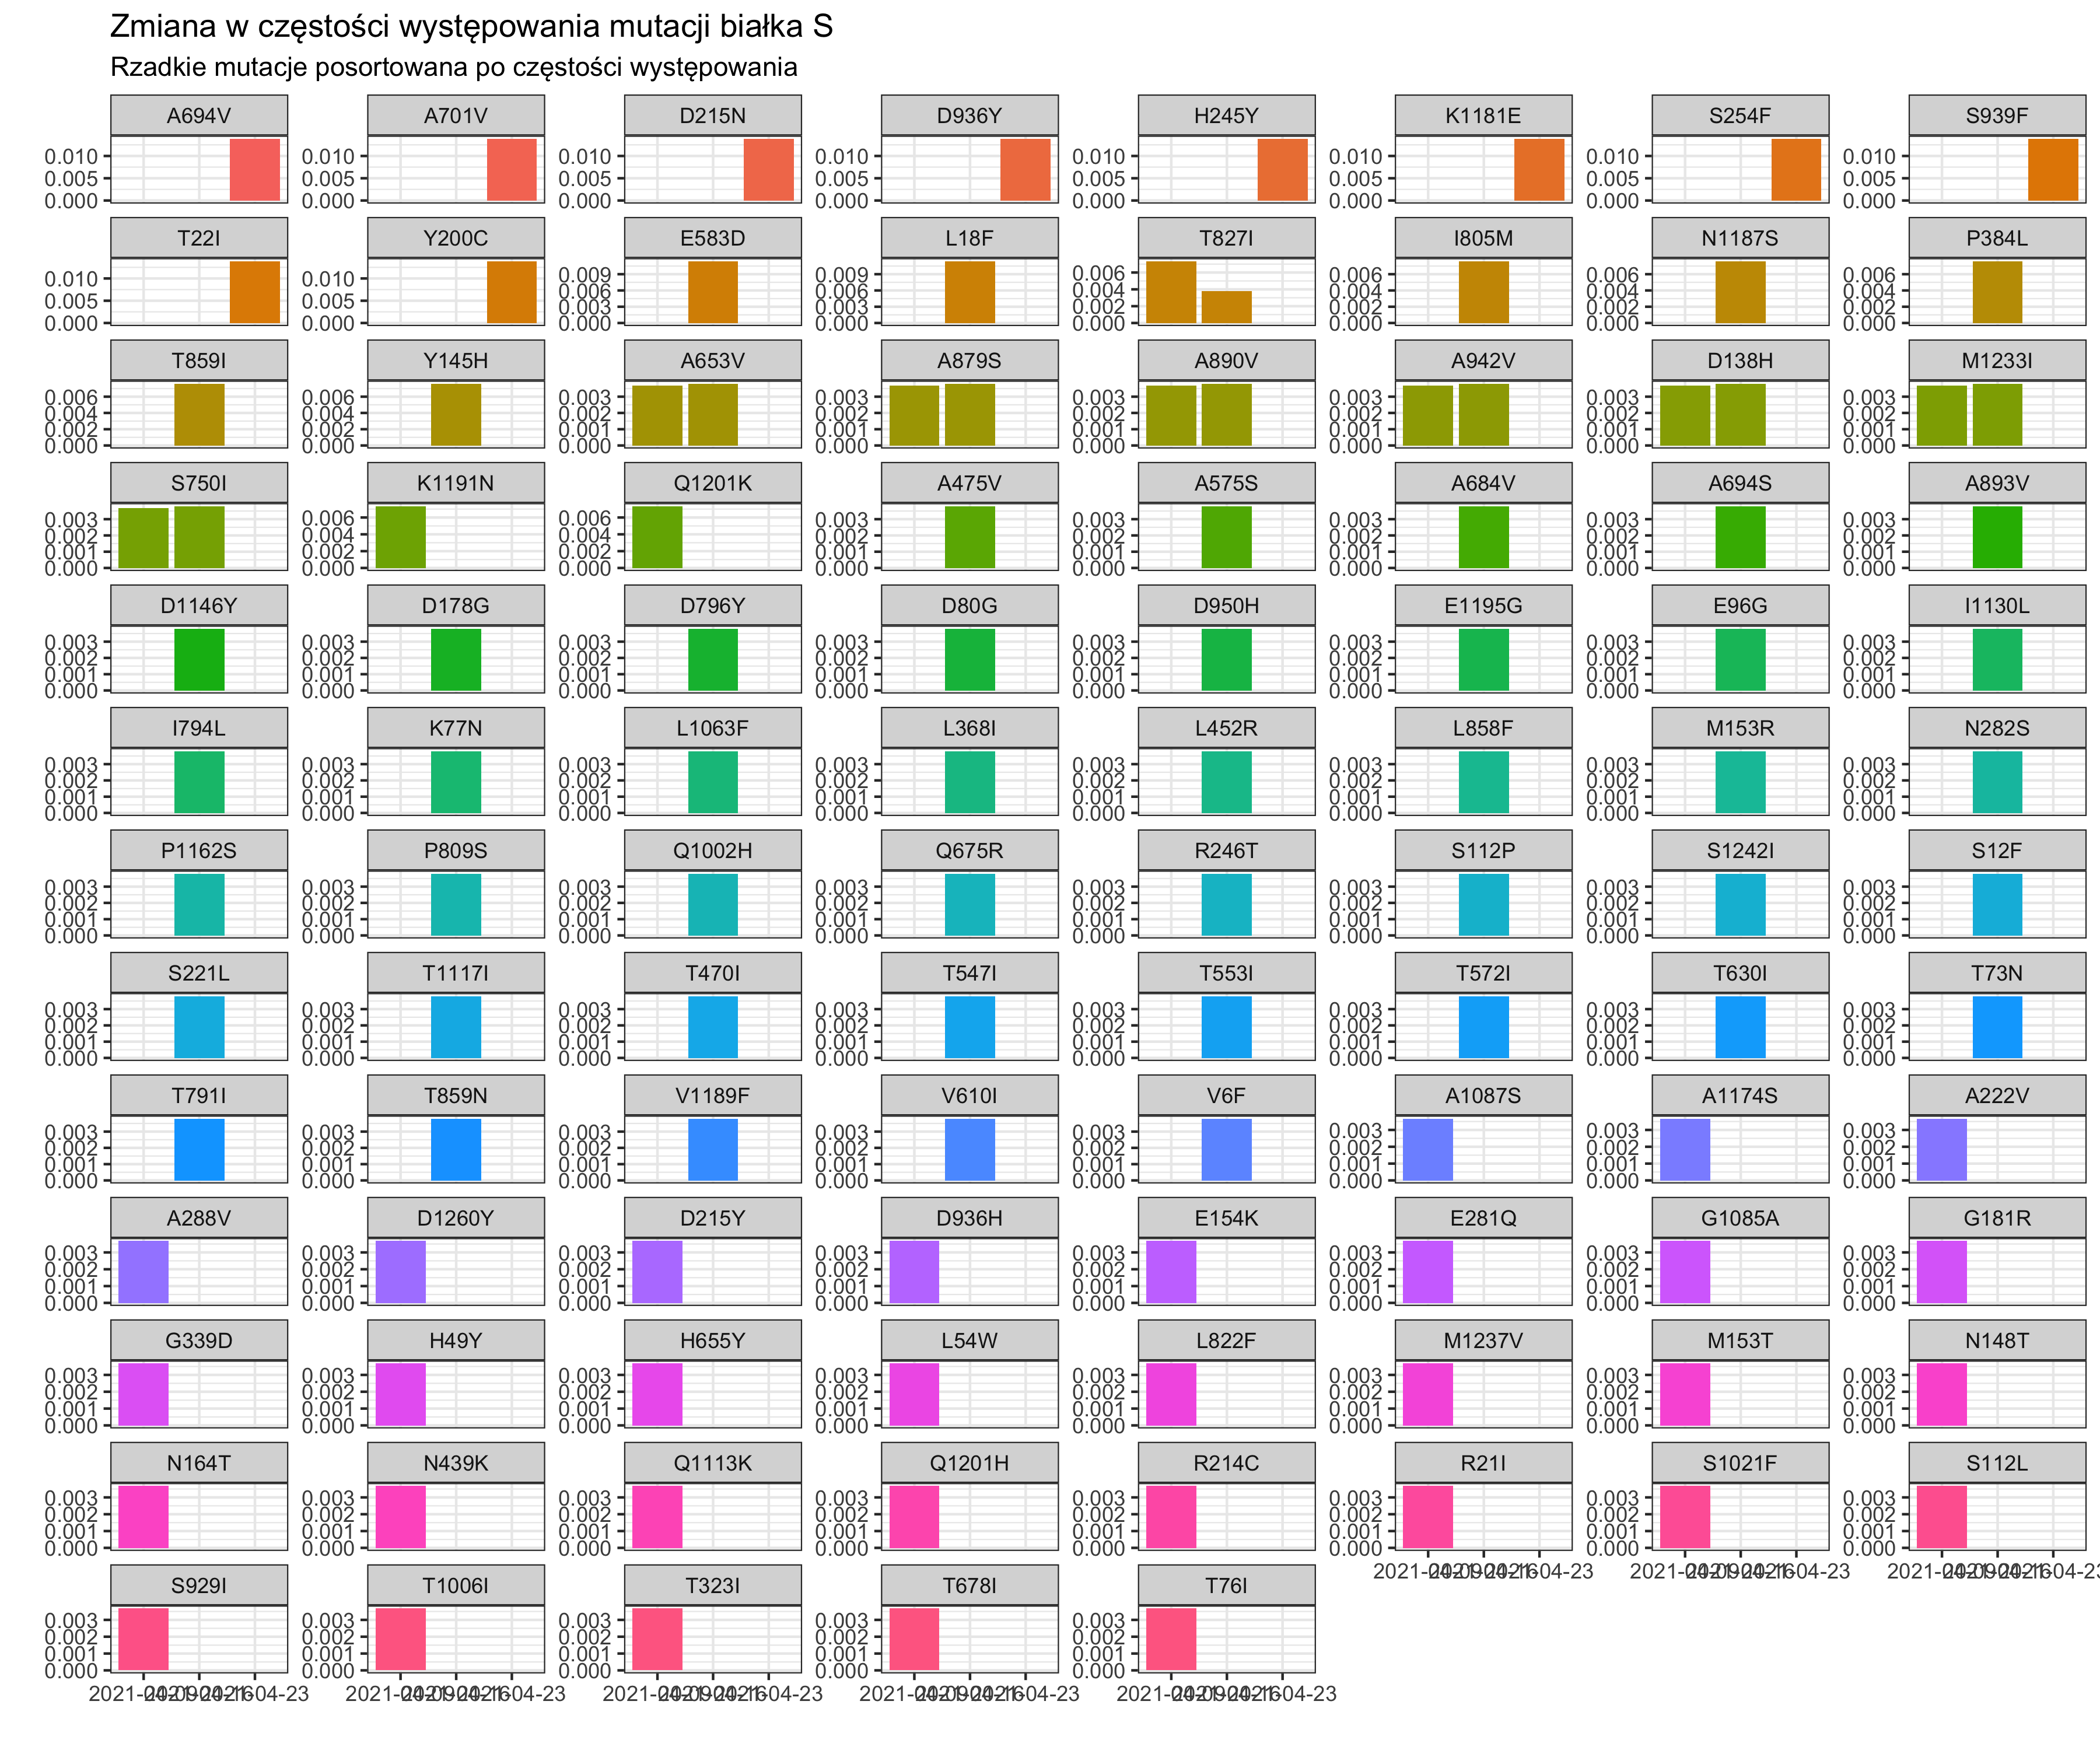 Zmiana w częstości występowania mutacji białka S
Rzadkie mutacje posortowana po częstości występowania
A694V A701V D215N D936Y H245Y K1181E S254F S939F
0.010 0.010 0.010 0.010 0.010 0.010 0.010 0.010
0.005 0.005 0.005 0.005 0.005 0.005 0.005 0.005
0.000 0.000 0.000 0.000 0.000 0.000 0.000 0.000
T22I Y200C E583D L18F T827I I805M N1187S P384L
0.010 0.010 0.009 0.009 0.006 0.006 0.006 0.006
0.005 0.005 0.006 0.006 0.004 0.004 0.004 0.004
0.003 0.003 0.002 0.002 0.002 0.002
0.000 0.000 0.000 0.000 0.000 0.000 0.000 0.000
T859I Y145H A653V A879S A890V A942V D138H M1233I
0.006 0.006 0.003 0.003 0.003 0.003 0.003 0.003
0.004 0.004 0.002 0.002 0.002 0.002 0.002 0.002
0.002 0.002 0.001 0.001 0.001 0.001 0.001 0.001
0.000 0.000 0.000 0.000 0.000 0.000 0.000 0.000
S750I K1191N Q1201K A475V A575S A684V A694S A893V
0.003 0.006 0.006 0.003 0.003 0.003 0.003 0.003
0.002 0.004 0.004 0.002 0.002 0.002 0.002 0.002
0.001 0.002 0.002 0.001 0.001 0.001 0.001 0.001
0.000 0.000 0.000 0.000 0.000 0.000 0.000 0.000
D1146Y D178G D796Y D80G D950H E1195G E96G I1130L
0.003 0.003 0.003 0.003 0.003 0.003 0.003 0.003
0.002 0.002 0.002 0.002 0.002 0.002 0.002 0.002
0.001 0.001 0.001 0.001 0.001 0.001 0.001 0.001
0.000 0.000 0.000 0.000 0.000 0.000 0.000 0.000
I794L K77N L1063F L368I L452R L858F M153R N282S
0.003 0.003 0.003 0.003 0.003 0.003 0.003 0.003
0.002 0.002 0.002 0.002 0.002 0.002 0.002 0.002
0.001 0.001 0.001 0.001 0.001 0.001 0.001 0.001
0.000 0.000 0.000 0.000 0.000 0.000 0.000 0.000
P1162S P809S Q1002H Q675R R246T S112P S1242I S12F
0.003 0.003 0.003 0.003 0.003 0.003 0.003 0.003
0.002 0.002 0.002 0.002 0.002 0.002 0.002 0.002
0.001 0.001 0.001 0.001 0.001 0.001 0.001 0.001
0.000 0.000 0.000 0.000 0.000 0.000 0.000 0.000
S221L T1117I T470I T547I T553I T572I T630I T73N
0.003 0.003 0.003 0.003 0.003 0.003 0.003 0.003
0.002 0.002 0.002 0.002 0.002 0.002 0.002 0.002
0.001 0.001 0.001 0.001 0.001 0.001 0.001 0.001
0.000 0.000 0.000 0.000 0.000 0.000 0.000 0.000
T791I T859N V1189F V610I V6F A1087S A1174S A222V
0.003 0.003 0.003 0.003 0.003 0.003 0.003 0.003
0.002 0.002 0.002 0.002 0.002 0.002 0.002 0.002
0.001 0.001 0.001 0.001 0.001 0.001 0.001 0.001
0.000 0.000 0.000 0.000 0.000 0.000 0.000 0.000
A288V D1260Y D215Y D936H E154K E281Q G1085A G181R
0.003 0.003 0.003 0.003 0.003 0.003 0.003 0.003
0.002 0.002 0.002 0.002 0.002 0.002 0.002 0.002
0.001 0.001 0.001 0.001 0.001 0.001 0.001 0.001
0.000 0.000 0.000 0.000 0.000 0.000 0.000 0.000
G339D H49Y H655Y L54W L822F M1237V M153T N148T
0.003 0.003 0.003 0.003 0.003 0.003 0.003 0.003
0.002 0.002 0.002 0.002 0.002 0.002 0.002 0.002
0.001 0.001 0.001 0.001 0.001 0.001 0.001 0.001
0.000 0.000 0.000 0.000 0.000 0.000 0.000 0.000
N164T N439K Q1113K Q1201H R214C R21I S1021F S112L
0.003 0.003 0.003 0.003 0.003 0.003 0.003 0.003
0.002 0.002 0.002 0.002 0.002 0.002 0.002 0.002
0.001 0.001 0.001 0.001 0.001 0.001 0.001 0.001
0.000 0.000 0.000 0.000 0.000 0.000 0.000 0.000
S929I T1006I T323I T678I T76I
0.003 0.003 0.003 0.003 0.003
0.002 0.002 0.002 0.002 0.002
0.001 0.001 0.001 0.001 0.001
0.000 0.000 0.000 0.000 0.000